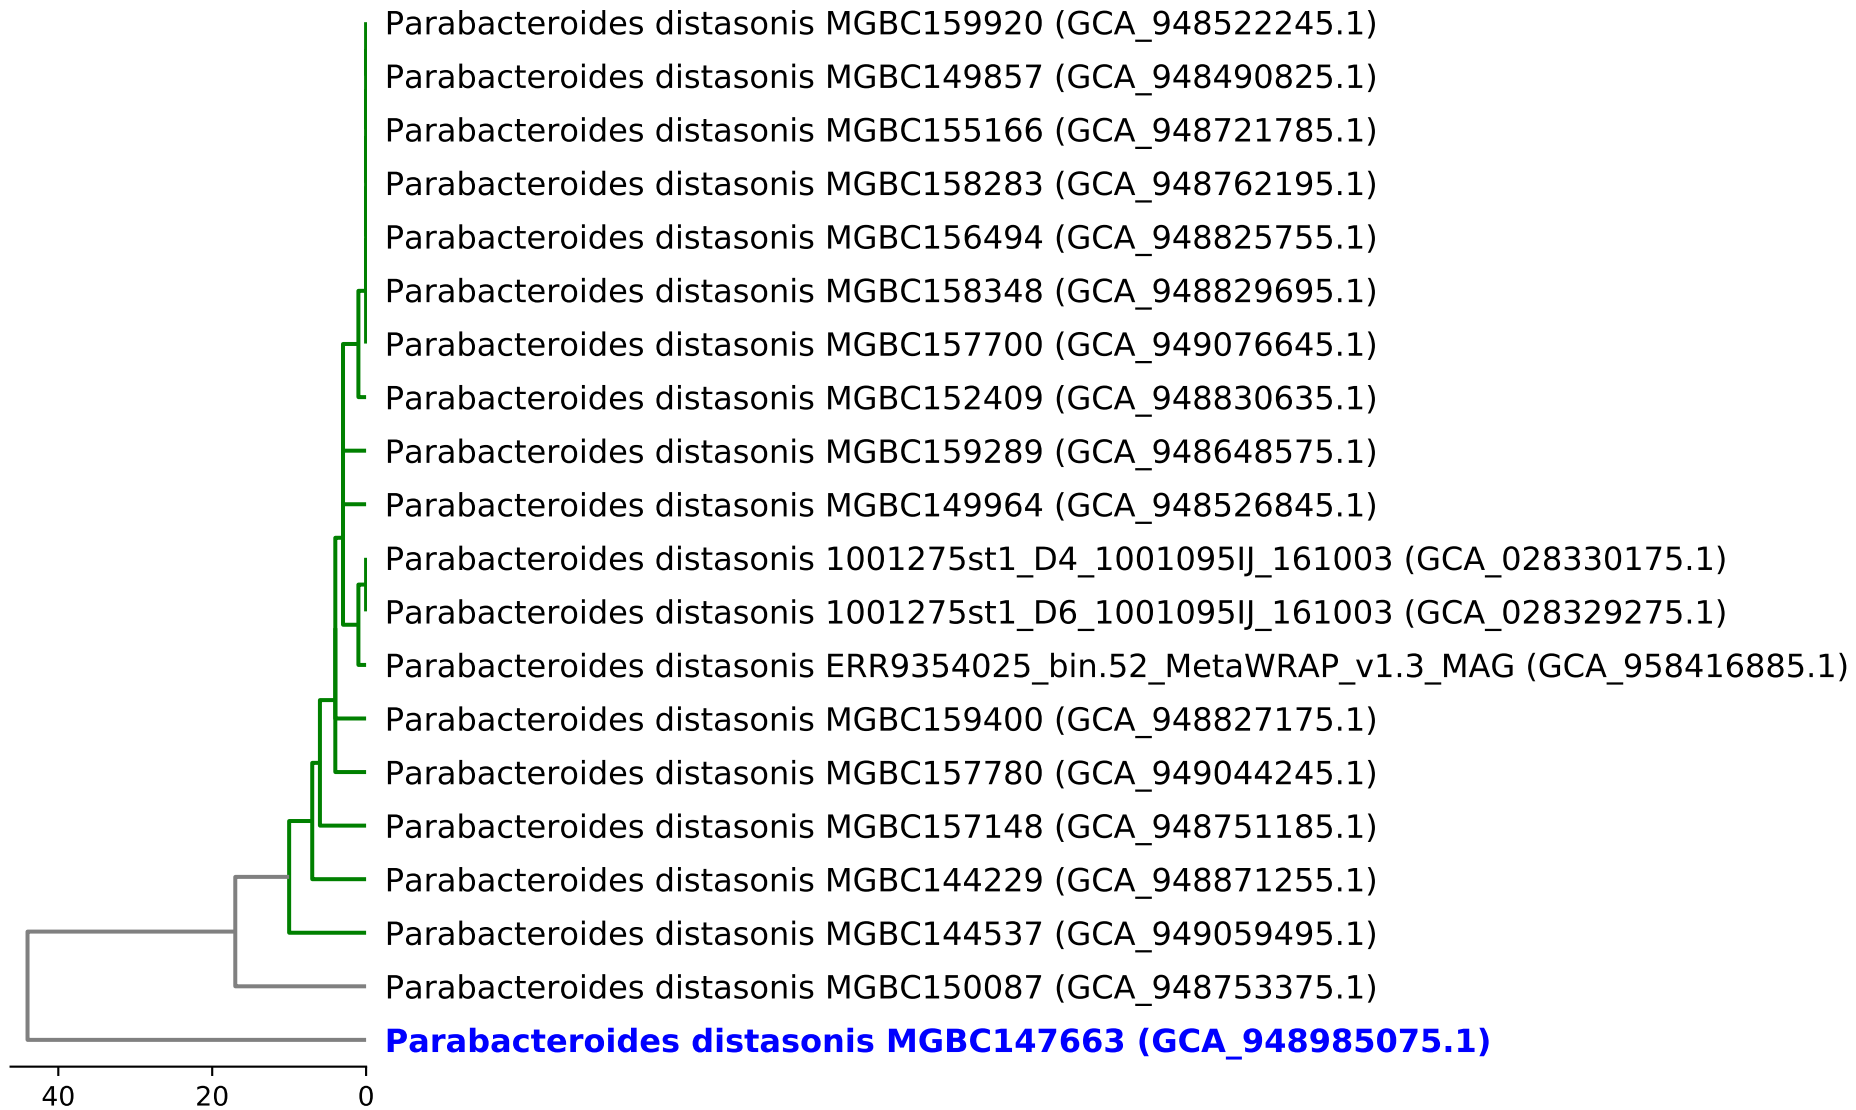 Parabacteroides distasonis MGBC159920 (GCA_948522245.1)
Parabacteroides distasonis MGBC149857 (GCA_948490825.1)
Parabacteroides distasonis MGBC155166 (GCA_948721785.1)
Parabacteroides distasonis MGBC158283 (GCA_948762195.1)
Parabacteroides distasonis MGBC156494 (GCA_948825755.1)
Parabacteroides distasonis MGBC158348 (GCA_948829695.1)
Parabacteroides distasonis MGBC157700 (GCA_949076645.1)
Parabacteroides distasonis MGBC152409 (GCA_948830635.1)
Parabacteroides distasonis MGBC159289 (GCA_948648575.1)
Parabacteroides distasonis MGBC149964 (GCA_948526845.1)
Parabacteroides distasonis 1001275st1_D4_1001095IJ_161003 (GCA_028330175.1)
Parabacteroides distasonis 1001275st1_D6_1001095IJ_161003 (GCA_028329275.1)
Parabacteroides distasonis ERR9354025_bin.52_MetaWRAP_v1.3_MAG (GCA_958416885.1)
Parabacteroides distasonis MGBC159400 (GCA_948827175.1)
Parabacteroides distasonis MGBC157780 (GCA_949044245.1)
Parabacteroides distasonis MGBC157148 (GCA_948751185.1)
Parabacteroides distasonis MGBC144229 (GCA_948871255.1)
Parabacteroides distasonis MGBC144537 (GCA_949059495.1)
Parabacteroides distasonis MGBC150087 (GCA_948753375.1)
Parabacteroides distasonis MGBC147663 (GCA_948985075.1)
40 20 0